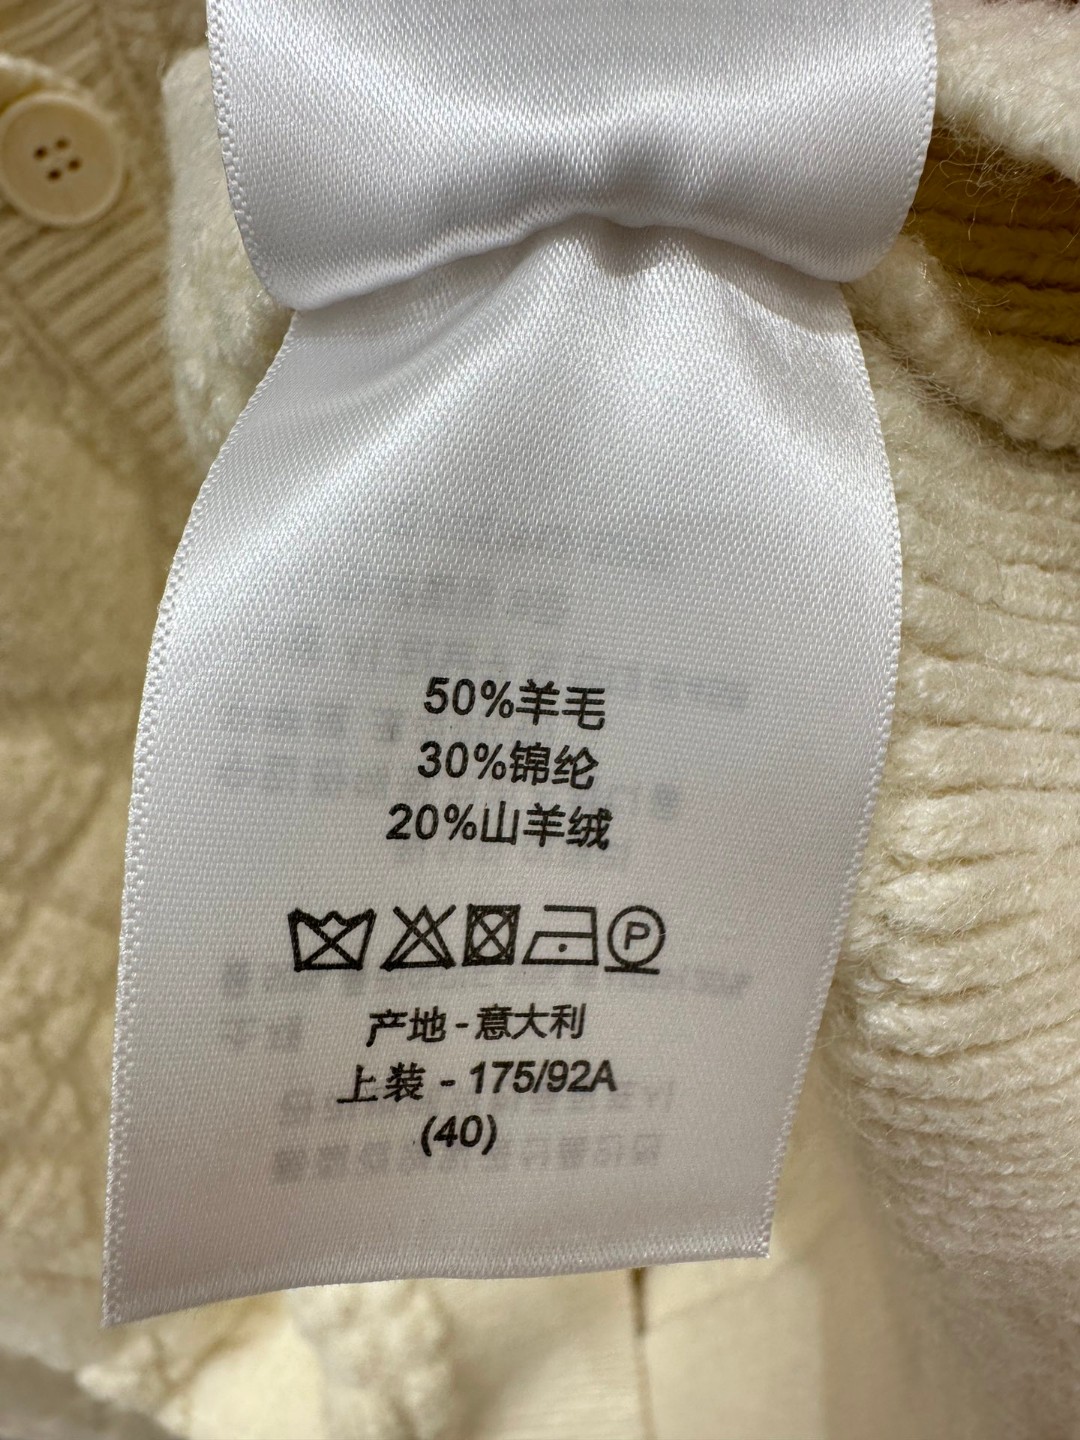 50%羊毛
30%锦纶
20%山羊绒
P
产地 - 意大利
上装 - 175/92A
(40)